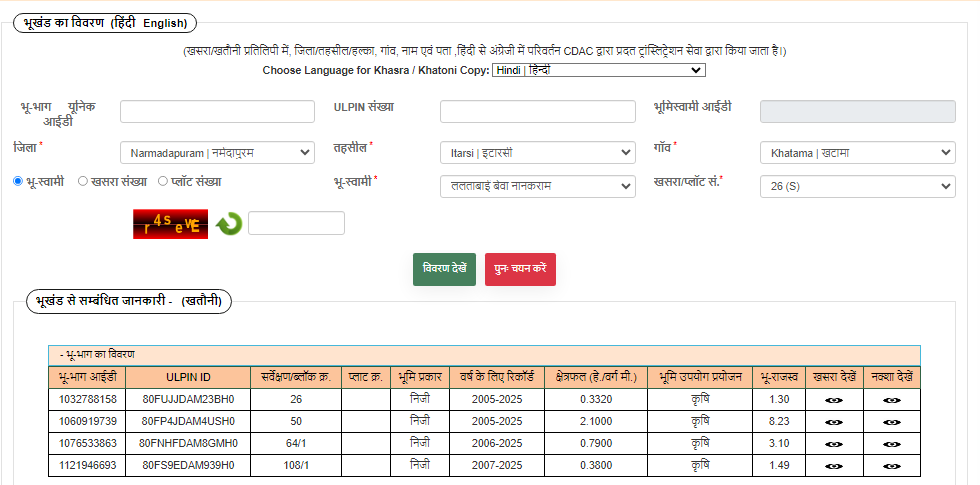 भूखंड का विवरण (हिंदी English)
(खसरा/खतौनी प्रतिलिपी में, जिला/तहसील/हल्का, गांव, नाम एवं पता ,हिंदी से अंग्रेजी में परिवर्तन CDAC द्वारा प्रदत ट्रांस्लिट्रेशन सेवा द्वारा किया जाता है।)
Choose Language for Khasra / Khatoni Copy: Hindi | हिन्दी
भू-भाग यूनिक आईडी ULPIN संख्या भूमिस्वामी आईडी
जिला * Narmadapuram | नर्मदापुरम तहसील * Itarsi | इटारसी गाँव * Khatama | खटामा
भू-स्वामी खसरा संख्या प्लॉट संख्या भू-स्वामी * ललताबाई बेवा नानकराम खसरा/प्लॉट सं.* 26 (S)
r4SeVE
विवरण देखें पुनः चयन करें
भूखंड से सम्बंधित जानकारी - (खतौनी)
- भू-भाग का विवरण
भू-भाग आईडी ULPIN ID सर्वेक्षण/ब्लॉक क्र. प्लाट क्र. भूमि प्रकार वर्ष के लिए रिकॉर्ड क्षेत्रफल (हे./वर्ग मी.) भूमि उपयोग प्रयोजन भू-राजस्व खसरा देखें नक्शा देखें
1032788158 80FUJJDAM23BH0 26 निजी 2005-2025 0.3320 कृषि 1.30
1060919739 80FP4JDAM4USH0 50 निजी 2005-2025 2.1000 कृषि 8.23
1076533863 80FNHFDAM8GMH0 64/1 निजी 2006-2025 0.7900 कृषि 3.10
1121946693 80FS9EDAM939H0 108/1 निजी 2007-2025 0.3800 कृषि 1.49